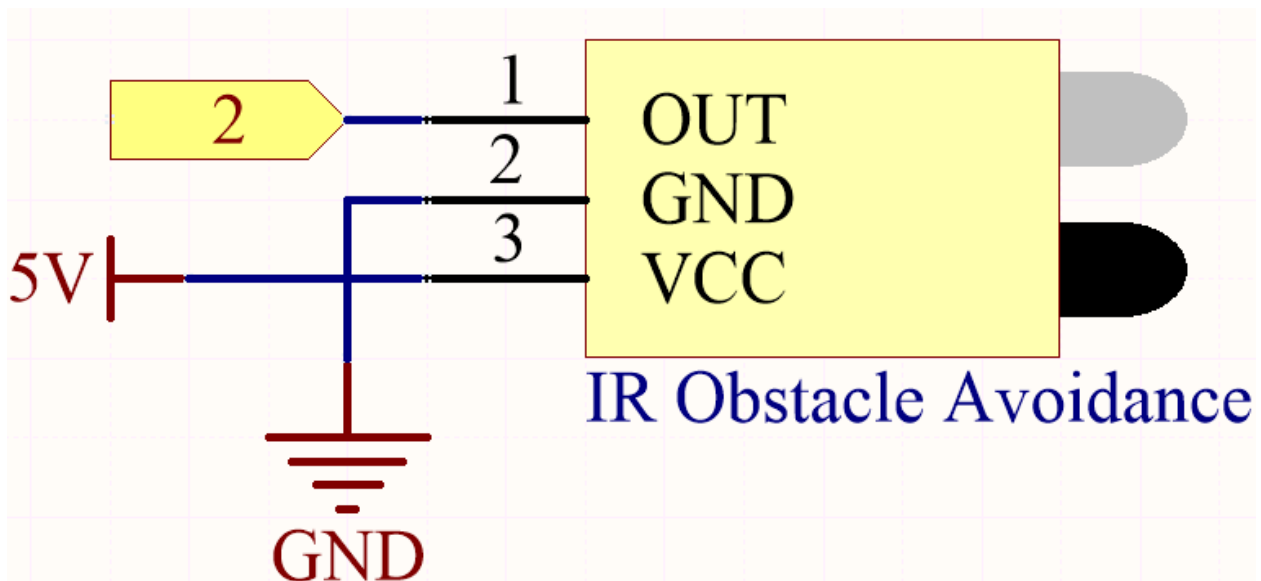 1
2 OUT
2
GND
3
5V VCC
IR Obstacle Avoidance
GND